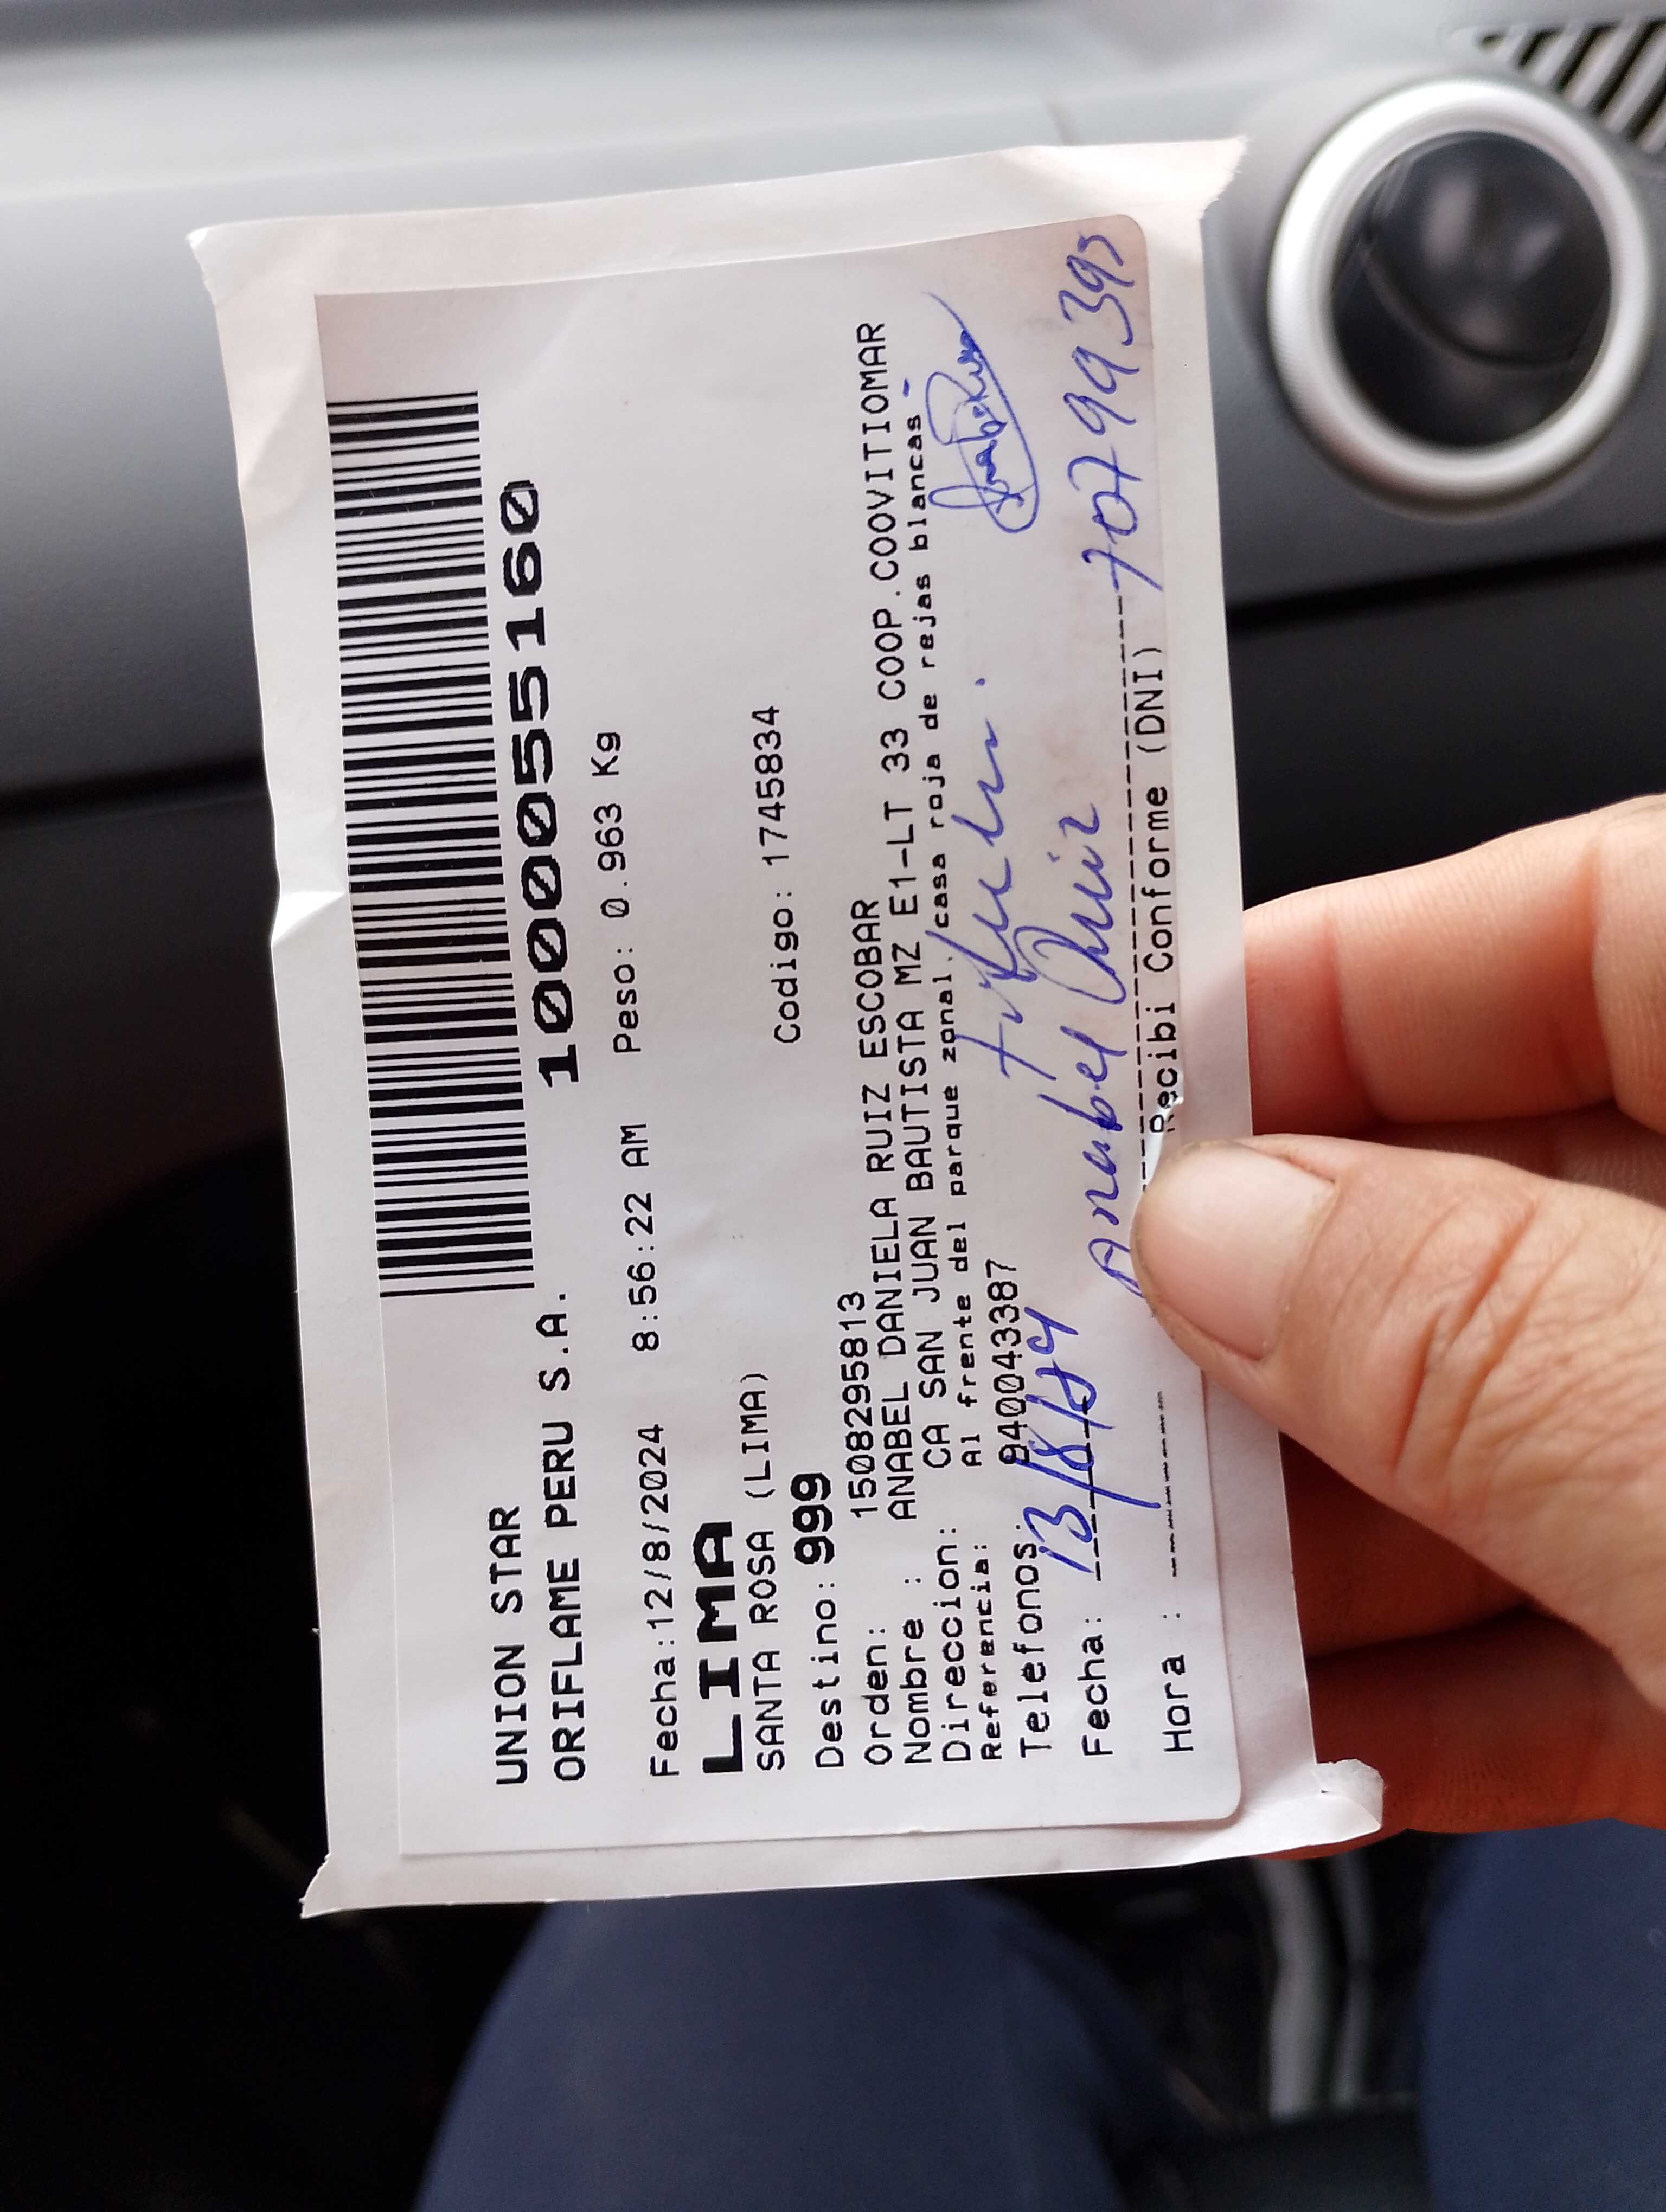 UNION STAR
ORIFLAME PERU S.A. 1000055160
Fecha:12/8/2024 8:56:22 AM Peso: 0.963 Kg
LIMA
SANTA ROSA (LIMA) Codigo: 1745834
Destino: 999
Orden: 1508295813
Nombre : ANABEL DANIELA RUIZ ESCOBAR
Direccion: CA SAN JUAN BAUTISTA MZ E1-LT 33 COOP.COOVITIOMAR
Referencia: Al frente del parque zonal./casa roja de rejas blancas
Telefonos: 940043387
Titular.
Fecha: 13/8/24 Anabel Ruiz 70799395
Recibi Conforme (DNI)
Hora :